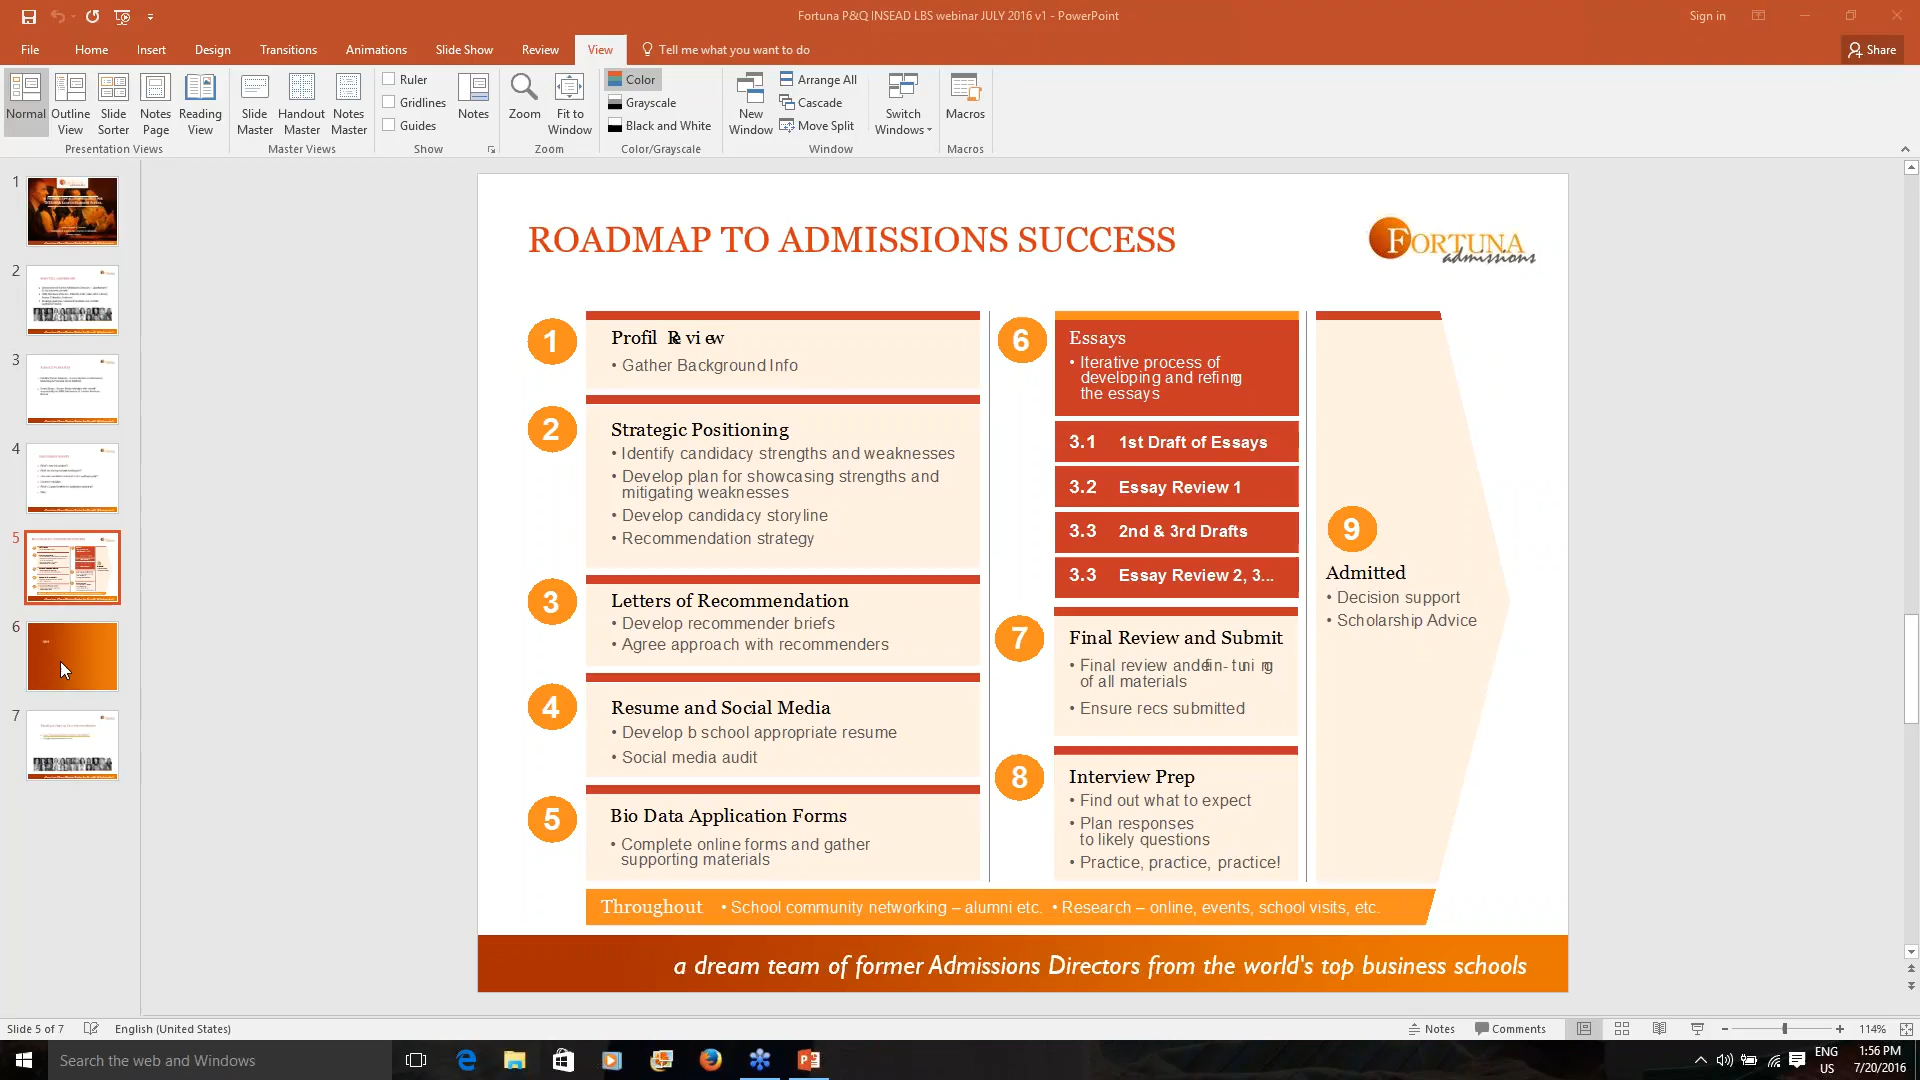 Fortuna P&Q INSEAD LBS webinar JULY 2016 v1 - PowerPoint
Sign in
File Home Insert Design Transitions Animations Slide Show Review View Tell me what you want to do
Share
Normal
Outline View
Slide Sorter
Notes Page
Reading View
Presentation Views
Slide Master
Handout Master
Notes Master
Master Views
Ruler
Gridlines
Guides
Notes
Show
Zoom
Fit to Window
Zoom
Color
Grayscale
Black and White
Color/Grayscale
New Window
Arrange All
Cascade
Move Split
Switch Windows
Window
Macros
Macros
1
2
3
4
5
6
7
ROADMAP TO ADMISSIONS SUCCESS
FORTUNA
admissions
1
Profil Review
• Gather Background Info
2
Strategic Positioning
• Identify candidacy strengths and weaknesses
• Develop plan for showcasing strengths and
mitigating weaknesses
• Develop candidacy storyline
• Recommendation strategy
3
Letters of Recommendation
• Develop recommender briefs
• Agree approach with recommenders
4
Resume and Social Media
• Develop b school appropriate resume
• Social media audit
5
Bio Data Application Forms
• Complete online forms and gather
supporting materials
6
Essays
• Iterative process of
developing and refining
the essays
3.1 1st Draft of Essays
3.2 Essay Review 1
3.3 2nd & 3rd Drafts
3.3 Essay Review 2, 3...
7
Final Review and Submit
• Final review and fin-tuning
of all materials
• Ensure recs submitted
8
Interview Prep
• Find out what to expect
• Plan responses
to likely questions
• Practice, practice, practice!
9
Admitted
• Decision support
• Scholarship Advice
Throughout • School community networking – alumni etc. • Research – online, events, school visits, etc.
a dream team of former Admissions Directors from the world's top business schools
Slide 5 of 7
English (United States)
Notes
Comments
114%
Search the web and Windows
ENG
US
1:56 PM
7/20/2016